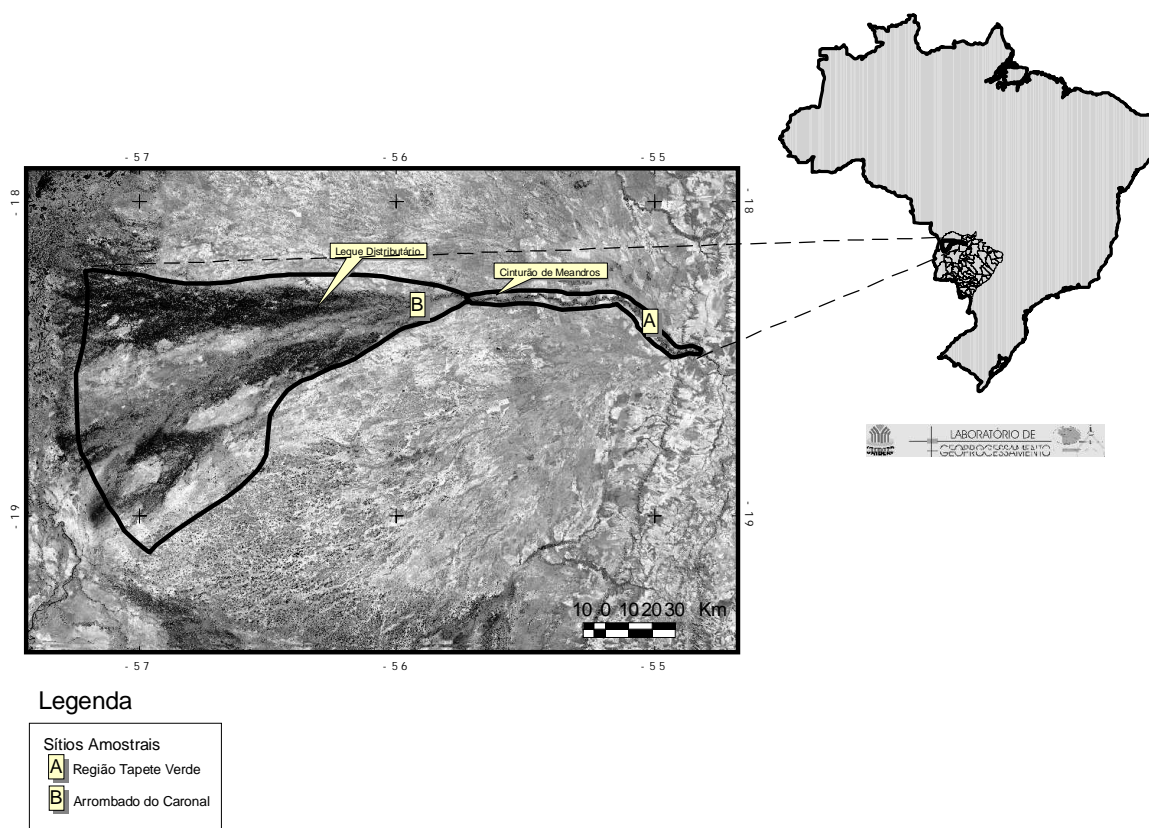 - 57
- 56
- 55
- 18
- 18
Leque Distributário
Cinturão de Meandros
B
A
- 19
- 19
10 0 10 20 30 Km
- 57
- 56
- 55
LABORATÓRIO DE
GEOPROCESSAMENTO
Legenda
Sítios Amostrais
A Região Tapete Verde
B Arrombado do Caronal